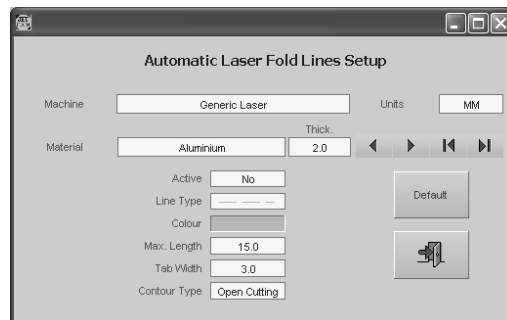 Automatic Laser Fold Lines Setup
Machine Generic Laser Units MM
Thick.
Material Aluminium 2.0
Active No
Default
Line Type
Colour
Max. Length 15.0
Tab Width 3.0
Contour Type Open Cutting